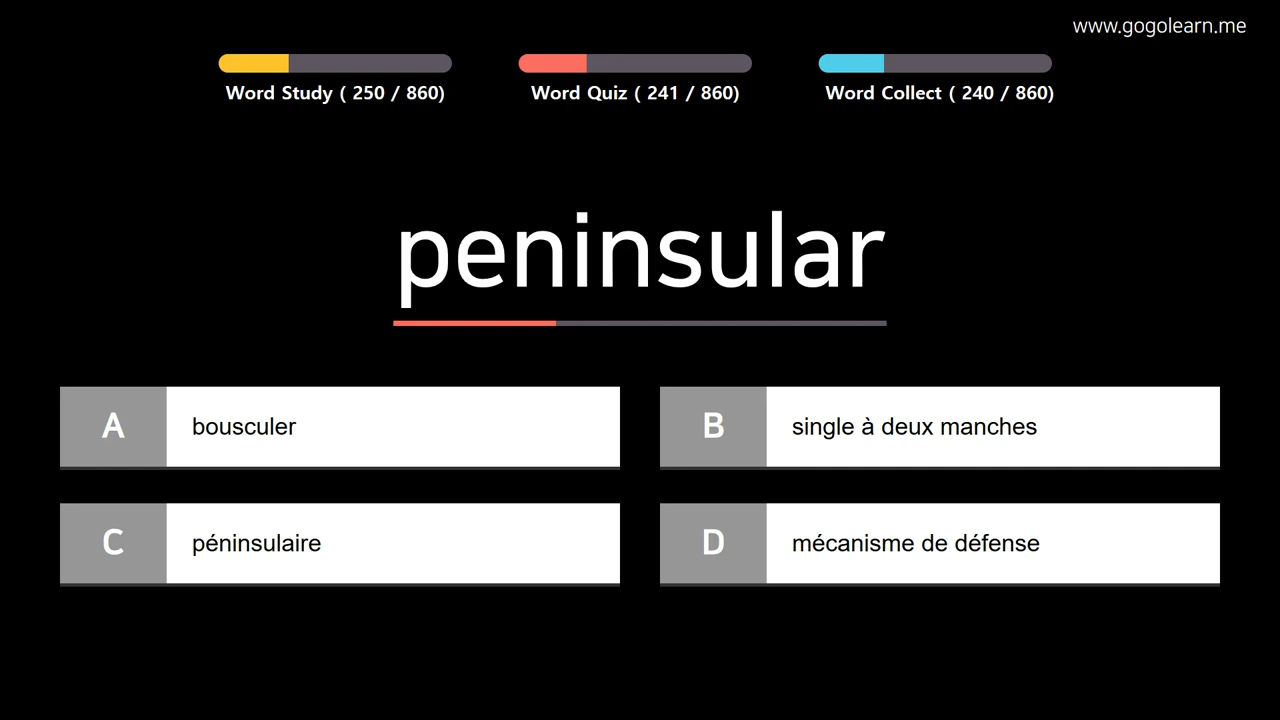 www.gogolearn.me
Word Study ( 250 / 860)
Word Quiz ( 241 / 860)
Word Collect ( 240 / 860)
peninsular
A bousculer
B single à deux manches
C péninsulaire
D mécanisme de défense